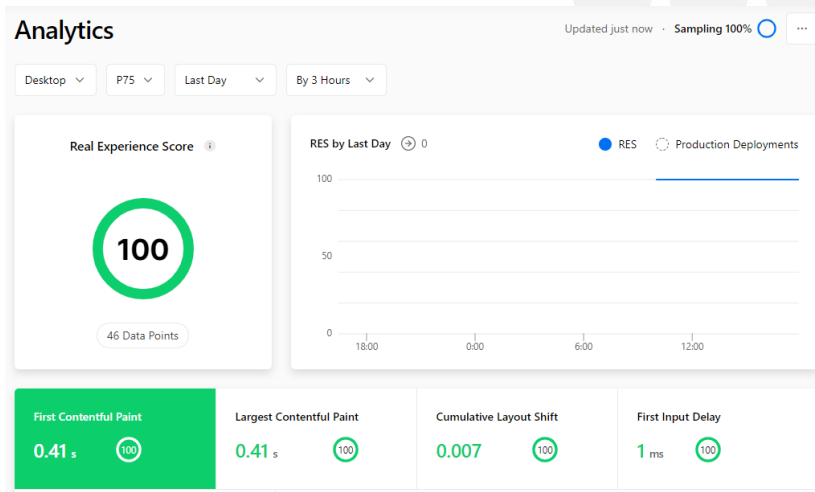 Analytics
Updated just now · Sampling 100%
Desktop
P75
Last Day
By 3 Hours
Real Experience Score
100
46 Data Points
RES by Last Day 0
RES
Production Deployments
100
50
0
18:00 0:00 6:00 12:00
First Contentful Paint
0.41 s 100
Largest Contentful Paint
0.41 s 100
Cumulative Layout Shift
0.007 100
First Input Delay
1 ms 100